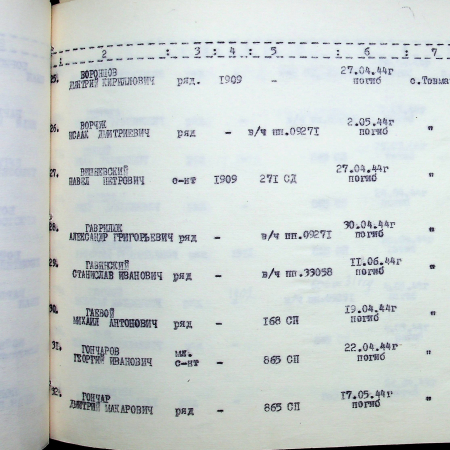 : 2 : 3 : 4 : 5 : 6 : 7
25. ВОРОНЦОВ 27.04.44г
ДМИТРИЙ КИРИЛЛОВИЧ ряд. 1909 - погиб с.Товма
26. ВОРЧУК 2.05.44г
ИСААК ДМИТРИЕВИЧ ряд - в/ч пп.09271 погиб "
27. 27.04.44г
ПАВЕЛ ПЕТРОВИЧ с-нт 1909 271 СД погиб "
28. ГАВРИЛЮК 30.04.44г
АЛЕКСАНДР ГРИГОРЬЕВИЧ ряд - в/ч пп.09271 погиб "
29. 11.06.44г
СТАНИСЛАВ ИВАНОВИЧ ряд - в/ч пп.33058 погиб "
30. ГАЕВОЙ 19.04.44г
МИХАИЛ АНТОНОВИЧ ряд - 168 СП погиб "
31. ГОНЧАРОВ мл. 22.04.44г
ГЕОРГИЙ ИВАНОВИЧ с-нт - 865 СП погиб "
32. ГОНЧАР 17.05.44г
ДМИТРИЙ МАКАРОВИЧ ряд - 865 СП погиб "